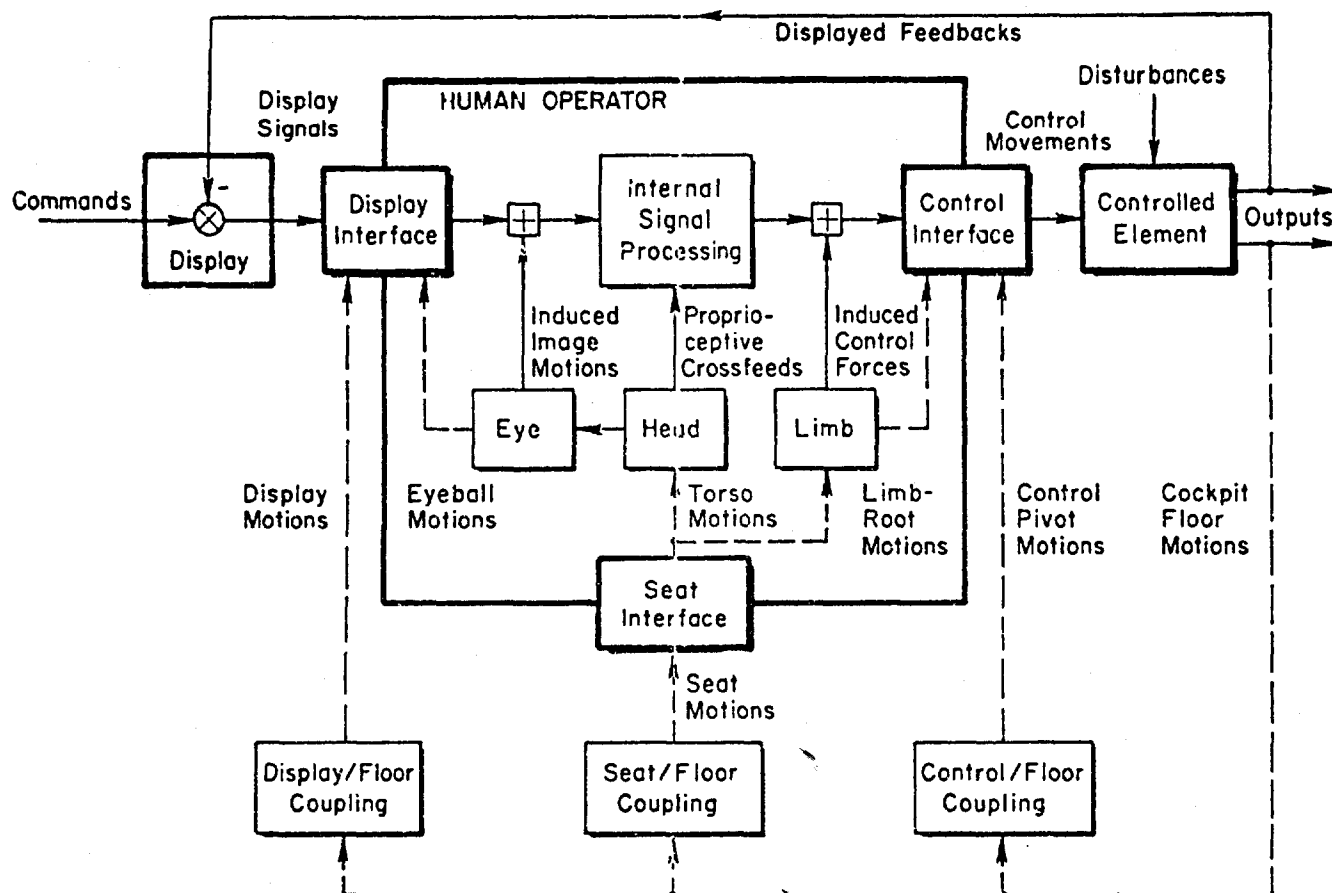 Displayed Feedbacks
Disturbances
Display
Signals
HUMAN OPERATOR
Control
Movements
Commands
-
Display
Display
Interface
+
Internal
Signal
Processing
+
Control
Interface
Controlled
Element
Outputs
Induced
Image
Motions
Proprio-
ceptive
Crossfeeds
Induced
Control
Forces
Eye
Head
Limb
Display
Motions
Eyeball
Motions
Torso
Motions
Limb-
Root
Motions
Control
Pivot
Motions
Cockpit
Floor
Motions
Seat
Interface
Seat
Motions
Display/Floor
Coupling
Seat/Floor
Coupling
Control/Floor
Coupling